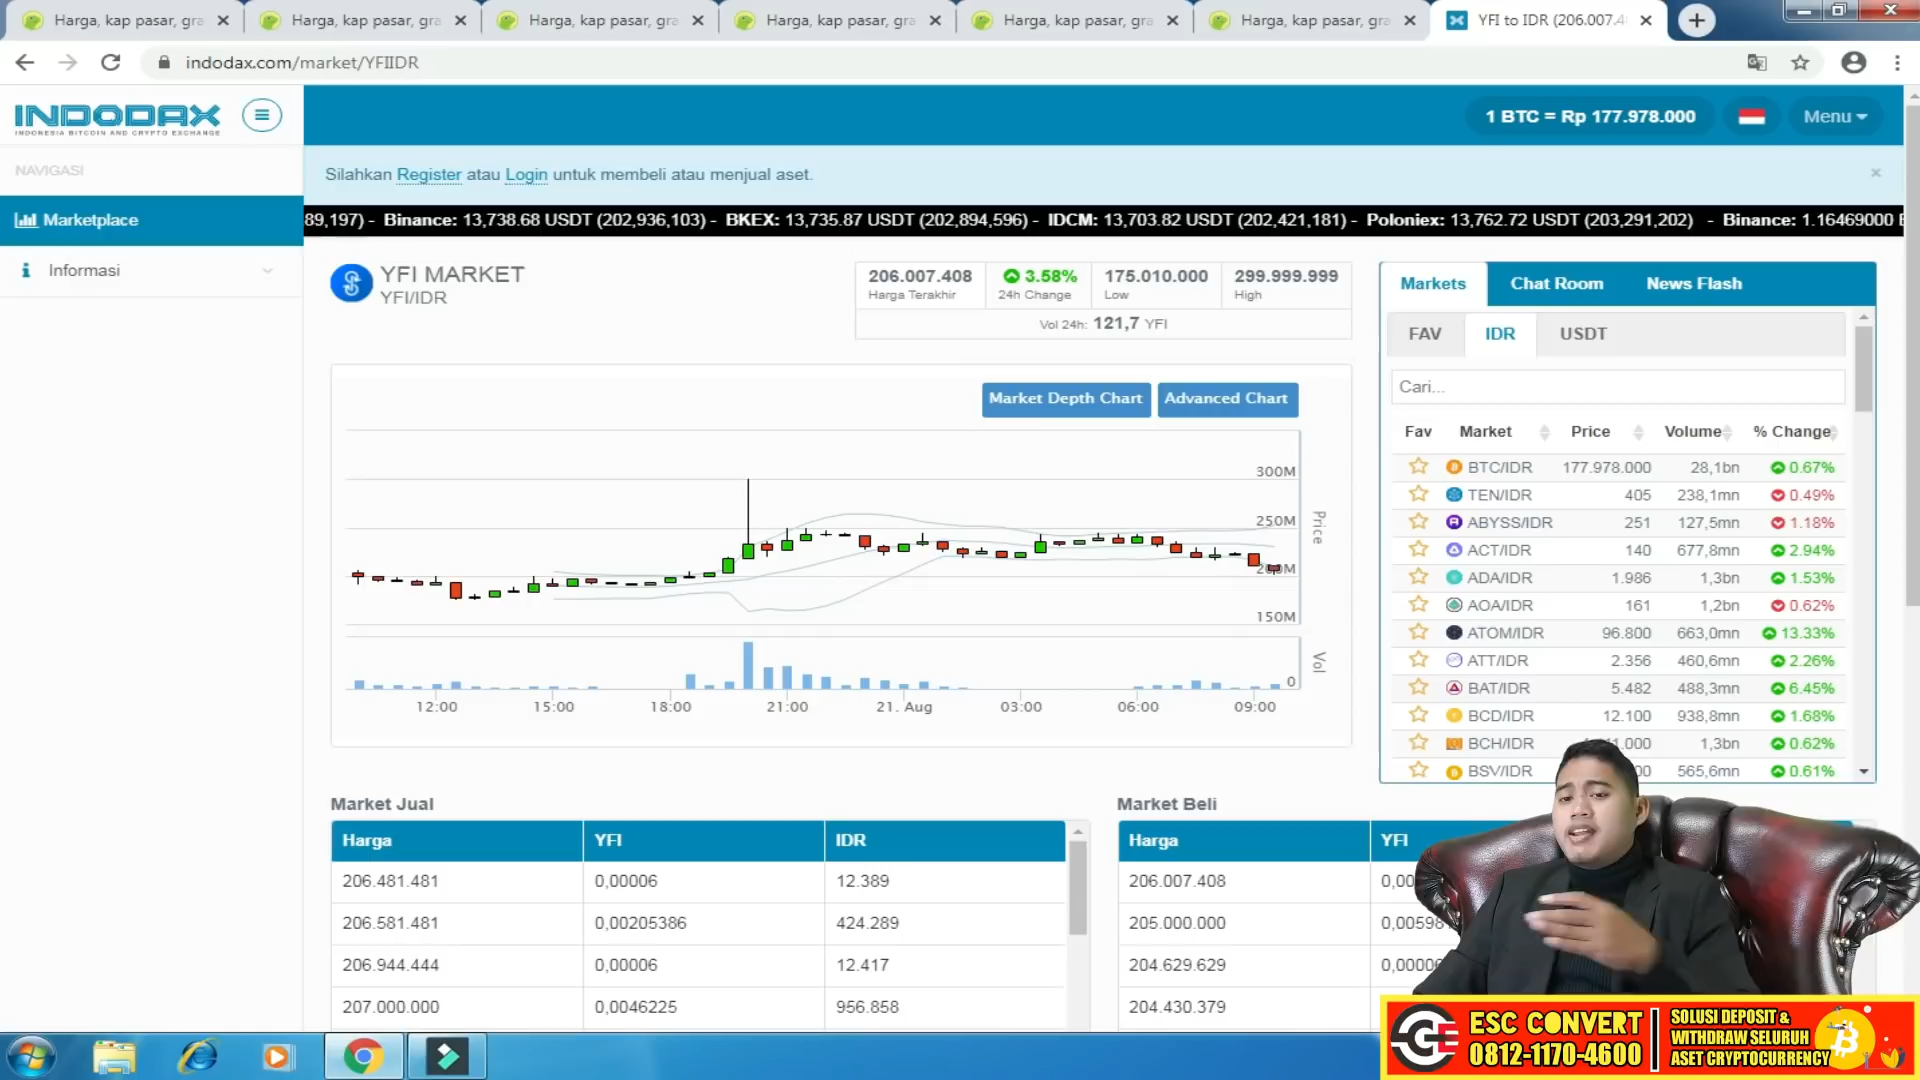 Harga, kap pasar, gra
Harga, kap pasar, gra
Harga, kap pasar, gra
Harga, kap pasar, gra
Harga, kap pasar, gra
Harga, kap pasar, gra
YFI to IDR (206.007.4
indodax.com/market/YFIIDR
INDODAX
INDONESIA BITCOIN AND CRYPTO EXCHANGE
1 BTC = Rp 177.978.000
Menu
NAVIGASI
Marketplace
Informasi
Silahkan Register atau Login untuk membeli atau menjual aset.
89,197) - Binance: 13,738.68 USDT (202,936,103) - BKEX: 13,735.87 USDT (202,894,596) - IDCM: 13,703.82 USDT (202,421,181) - Poloniex: 13,762.72 USDT (203,291,202) - Binance: 1.16469000
YFI MARKET
YFI/IDR
206.007.408 3.58% 175.010.000 299.999.999
Harga Terakhir 24h Change Low High
Vol 24h: 121,7 YFI
Market Depth Chart Advanced Chart
300M
250M
200M
150M
Price
Vol
0
12:00 15:00 18:00 21:00 21. Aug 03:00 06:00 09:00
Markets Chat Room News Flash
FAV IDR USDT
Cari...
Fav Market Price Volume % Change
BTC/IDR 177.978.000 28,1bn 0.67%
TEN/IDR 405 238,1mn 0.49%
ABYSS/IDR 251 127,5mn 1.18%
ACT/IDR 140 677,8mn 2.94%
ADA/IDR 1.986 1,3bn 1.53%
AOA/IDR 161 1,2bn 0.62%
ATOM/IDR 96.800 663,0mn 13.33%
ATT/IDR 2.356 460,6mn 2.26%
BAT/IDR 5.482 488,3mn 6.45%
BCD/IDR 12.100 938,8mn 1.68%
BCH/IDR 1,3bn 0.62%
BSV/IDR 565,6mn 0.61%
Market Jual
Harga YFI IDR
206.481.481 0,00006 12.389
206.581.481 0,00205386 424.289
206.944.444 0,00006 12.417
207.000.000 0,0046225 956.858
Market Beli
Harga YFI
206.007.408
205.000.000
204.629.629
204.430.379
ESC CONVERT
0812-1170-4600
SOLUSI DEPOSIT &
WITHDRAW SELURUH
ASET CRYPTOCURRENCY